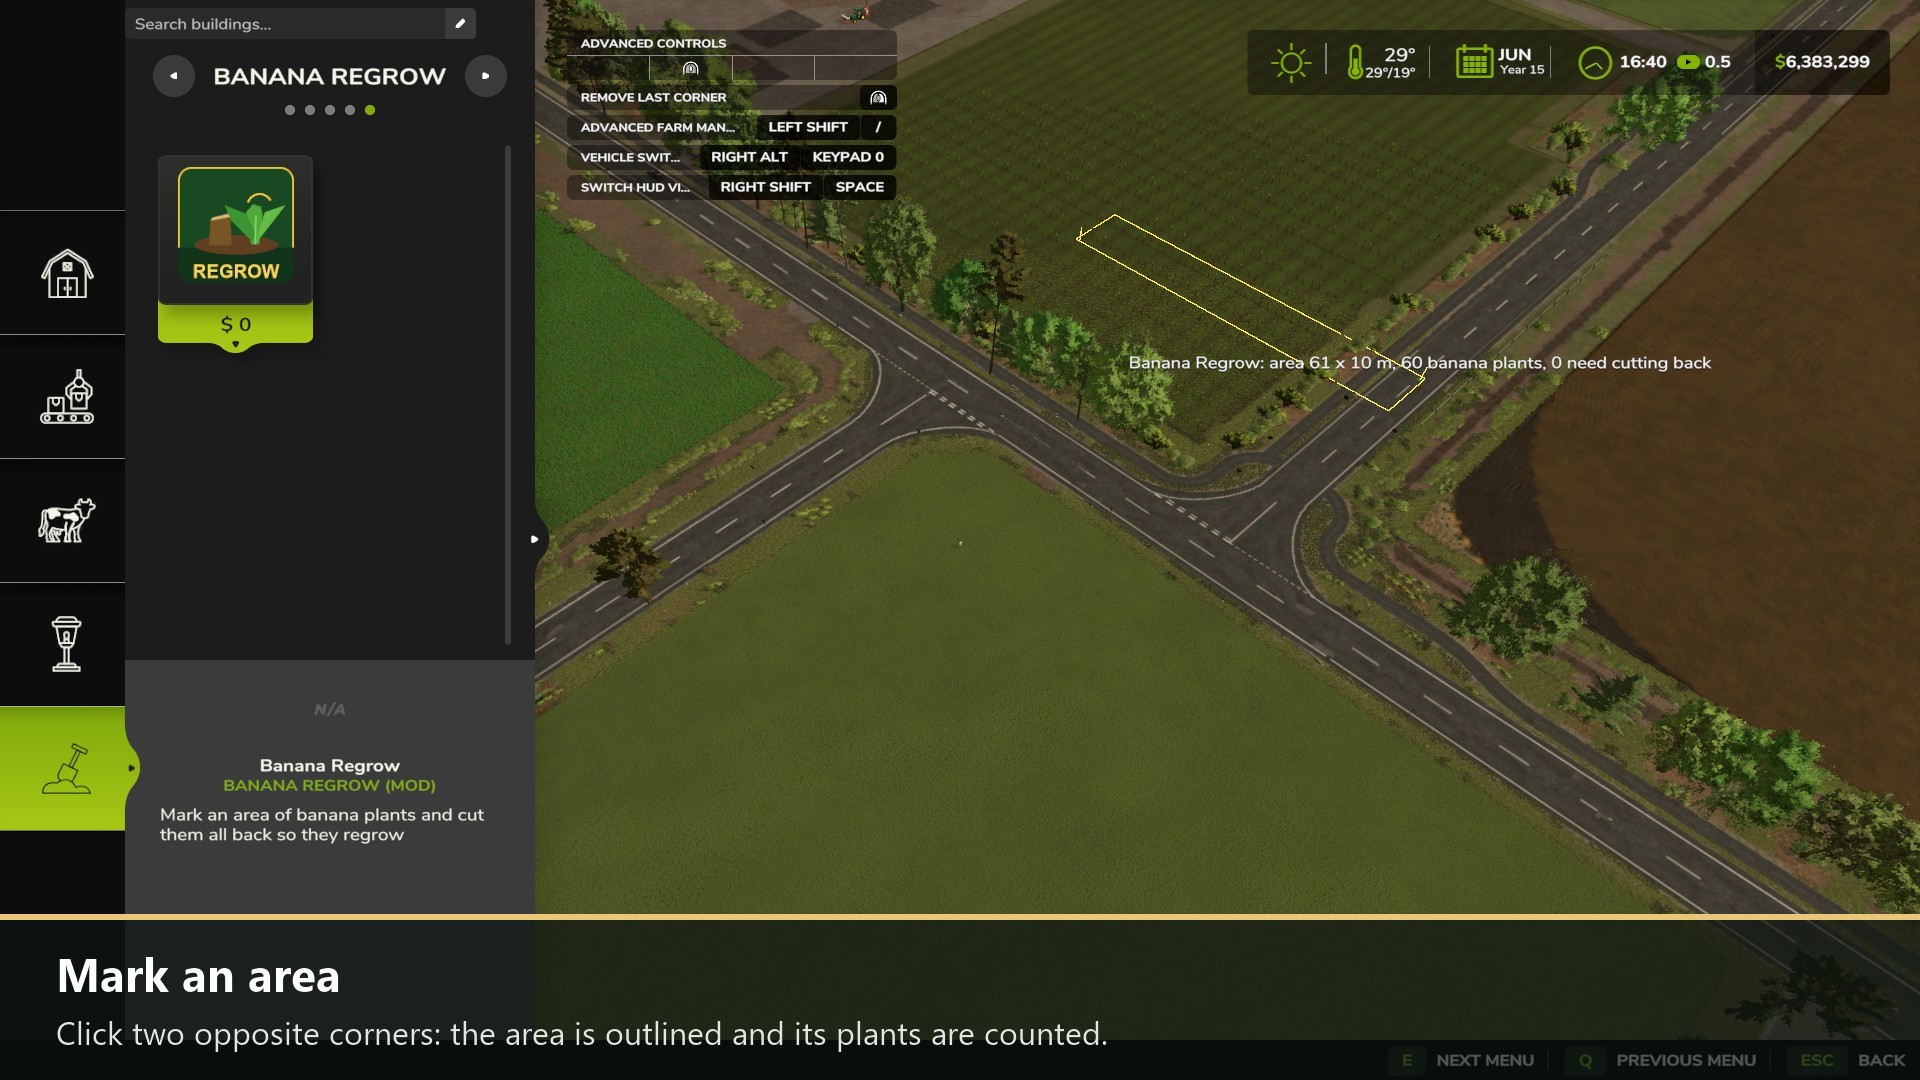 Search buildings...
BANANA REGROW
REGROW
$ 0
N/A
Banana Regrow
BANANA REGROW (MOD)
Mark an area of banana plants and cut
them all back so they regrow
ADVANCED CONTROLS
REMOVE LAST CORNER
ADVANCED FARM MAN... LEFT SHIFT /
VEHICLE SWIT... RIGHT ALT KEYPAD 0
SWITCH HUD VI... RIGHT SHIFT SPACE
29°
29°/19°
JUN
Year 15
16:40
0.5
$6,383,299
Banana Regrow: area 61 x 10 m, 60 banana plants, 0 need cutting back
Mark an area
Click two opposite corners: the area is outlined and its plants are counted.
E NEXT MENU Q PREVIOUS MENU ESC BACK